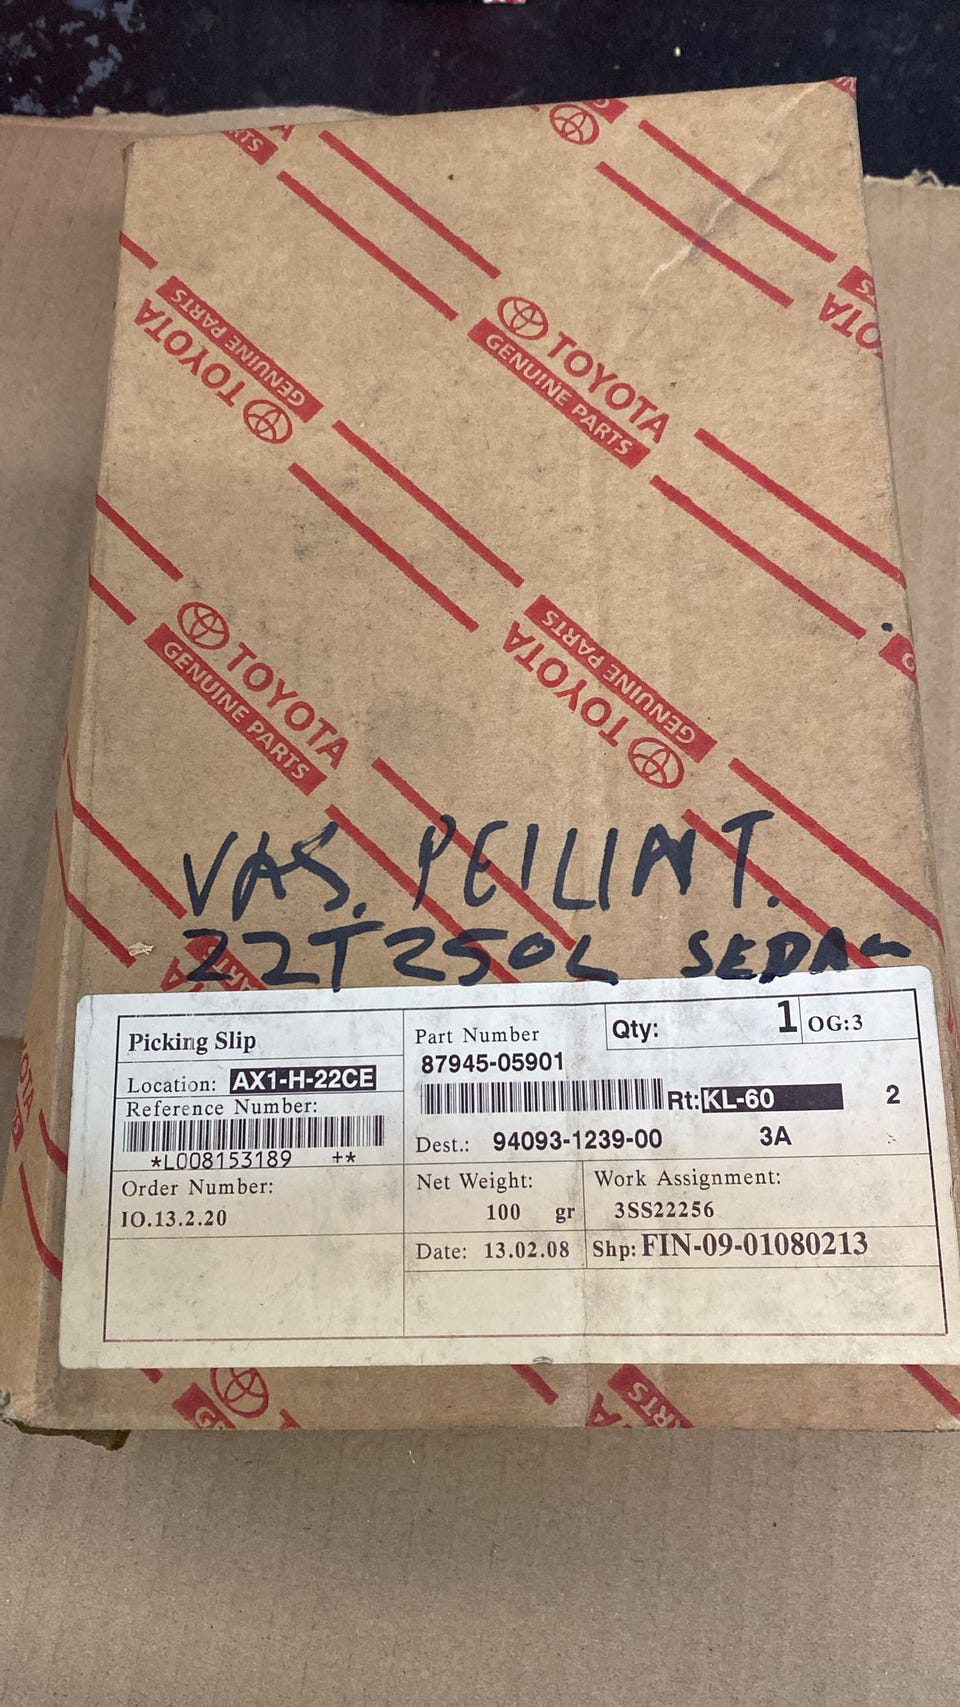 TOYOTA
GENUINE PARTS
TOYOTA
GENUINE PARTS
TOYOTA
GENUINE PARTS
TOYOTA
GENUINE PARTS
VAS. PEILINT.
22T250L SEDAN
Picking Slip
Location: AX1-H-22CE
Reference Number:
*L008153189 +*
Order Number:
IO.13.2.20
Part Number
87945-05901
Qty: 1 OG:3
Rt:KL-60 2
Dest.: 94093-1239-00 3A
Net Weight:
100 gr
Work Assignment:
3SS22256
Date: 13.02.08
Shp: FIN-09-01080213